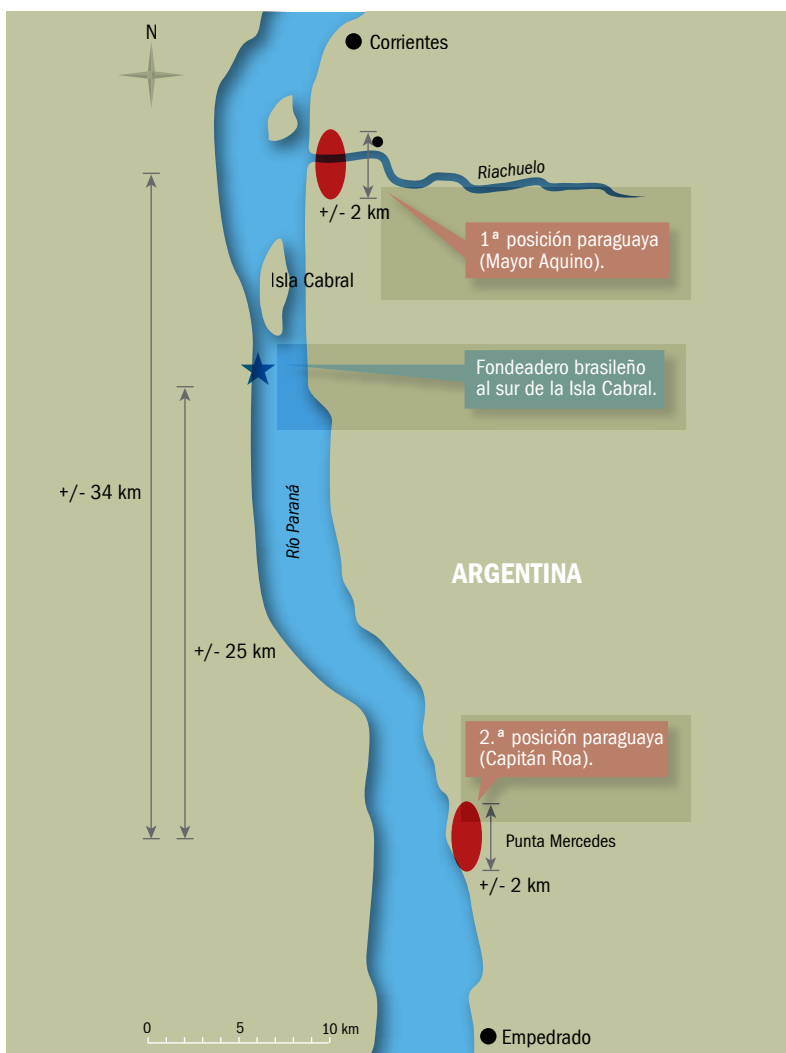 N
Corrientes
Riachuelo
+/- 2 km
1ª posición paraguaya
(Mayor Aquino).
Isla Cabral
Fondeadero brasileño
al sur de la Isla Cabral.
+/- 34 km
Río Paraná
ARGENTINA
+/- 25 km
2.ª posición paraguaya
(Capitán Roa).
Punta Mercedes
+/- 2 km
0 5 10 km
Empedrado